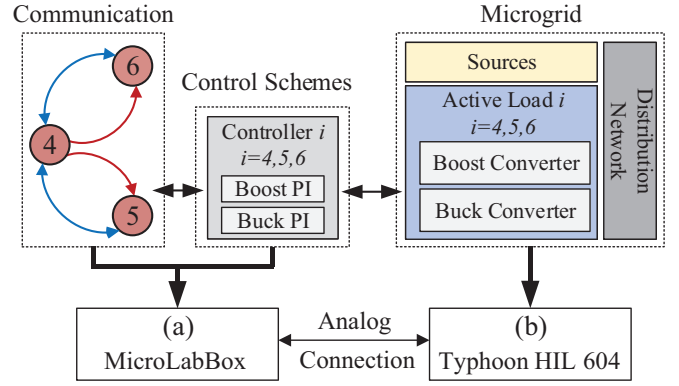 Communication
6
4
5
Control Schemes
Controller i
i=4,5,6
Boost PI
Buck PI
Microgrid
Sources
Active Load i
i=4,5,6
Boost Converter
Buck Converter
Distribution
Network
(a)
MicroLabBox
Analog
Connection
(b)
Typhoon HIL 604